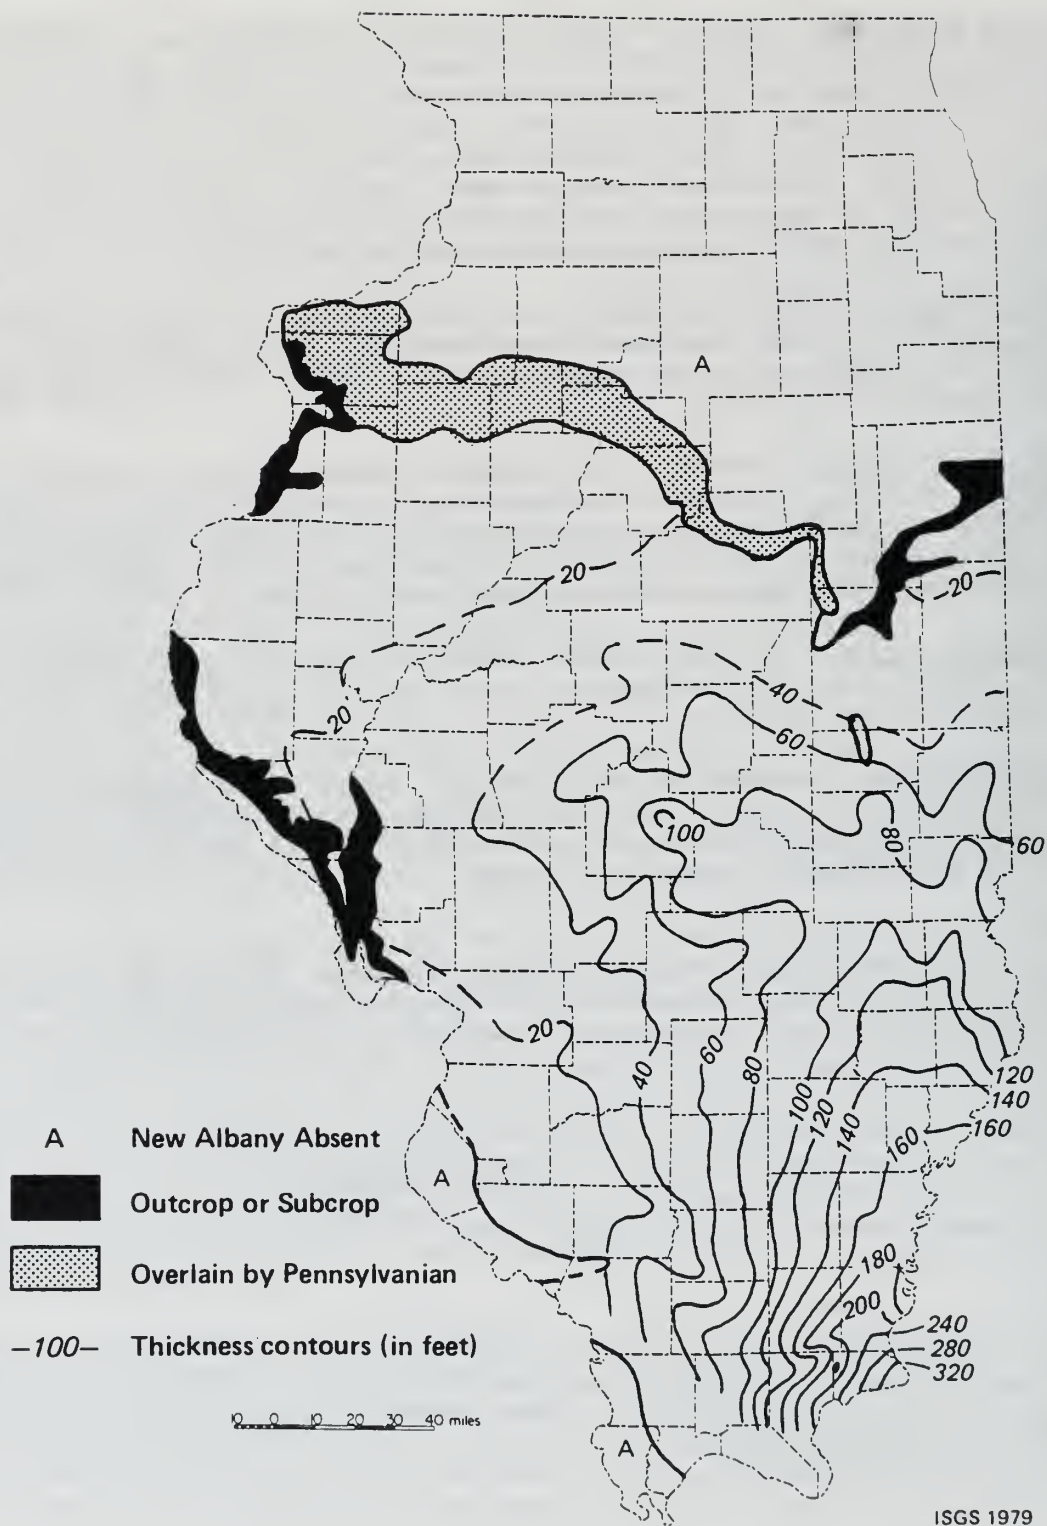 A
20
20
40
20
60
100
80
60
20
40
60
80
100
120
140
120
140
160
160
A
A New Albany Absent
Outcrop or Subcrop
Overlain by Pennsylvanian
–100– Thickness contours (in feet)
180
200
240
280
320
10 0 10 20 30 40 miles
A
ISGS 1979